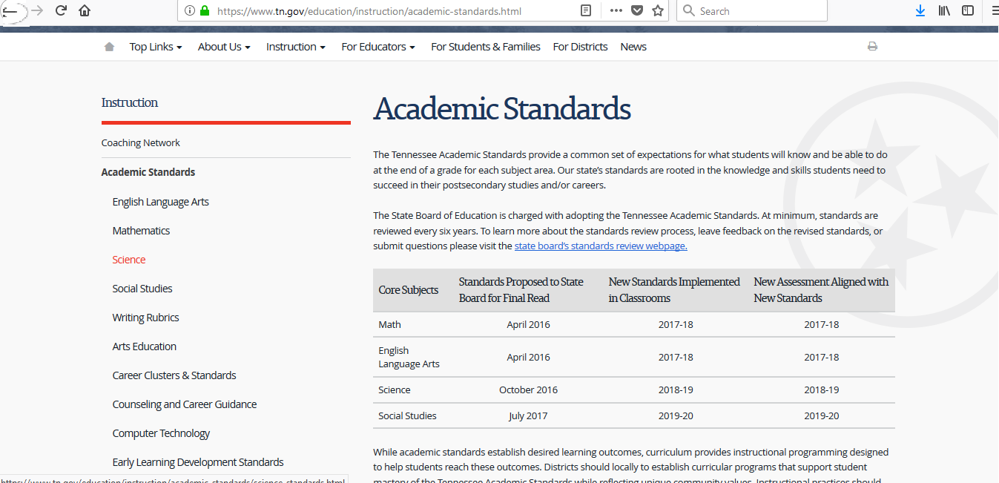 https://www.tn.gov/education/instruction/academic-standards.html
Search
Top Links
About Us
Instruction
For Educators
For Students & Families
For Districts
News
Instruction
Coaching Network
Academic Standards
English Language Arts
Mathematics
Science
Social Studies
Writing Rubrics
Arts Education
Career Clusters & Standards
Counseling and Career Guidance
Computer Technology
Early Learning Development Standards
Academic Standards
The Tennessee Academic Standards provide a common set of expectations for what students will know and be able to do
at the end of a grade for each subject area. Our state's standards are rooted in the knowledge and skills students need to
succeed in their postsecondary studies and/or careers.
The State Board of Education is charged with adopting the Tennessee Academic Standards. At minimum, standards are
reviewed every six years. To learn more about the standards review process, leave feedback on the revised standards, or
submit questions please visit the state board's standards review webpage.
Core Subjects
Standards Proposed to State
Board for Final Read
New Standards Implemented
in Classrooms
New Assessment Aligned with
New Standards
Math April 2016 2017-18 2017-18
English
Language Arts
April 2016 2017-18 2017-18
Science October 2016 2018-19 2018-19
Social Studies July 2017 2019-20 2019-20
While academic standards establish desired learning outcomes, curriculum provides instructional programming designed
to help students reach these outcomes. Districts should locally to establish curricular programs that support student
mastery of the Tennessee Academic Standards while reflecting unique community values. Instructional practices should
https://www.tn.gov/education/instruction/academic-standards/science-standards.html